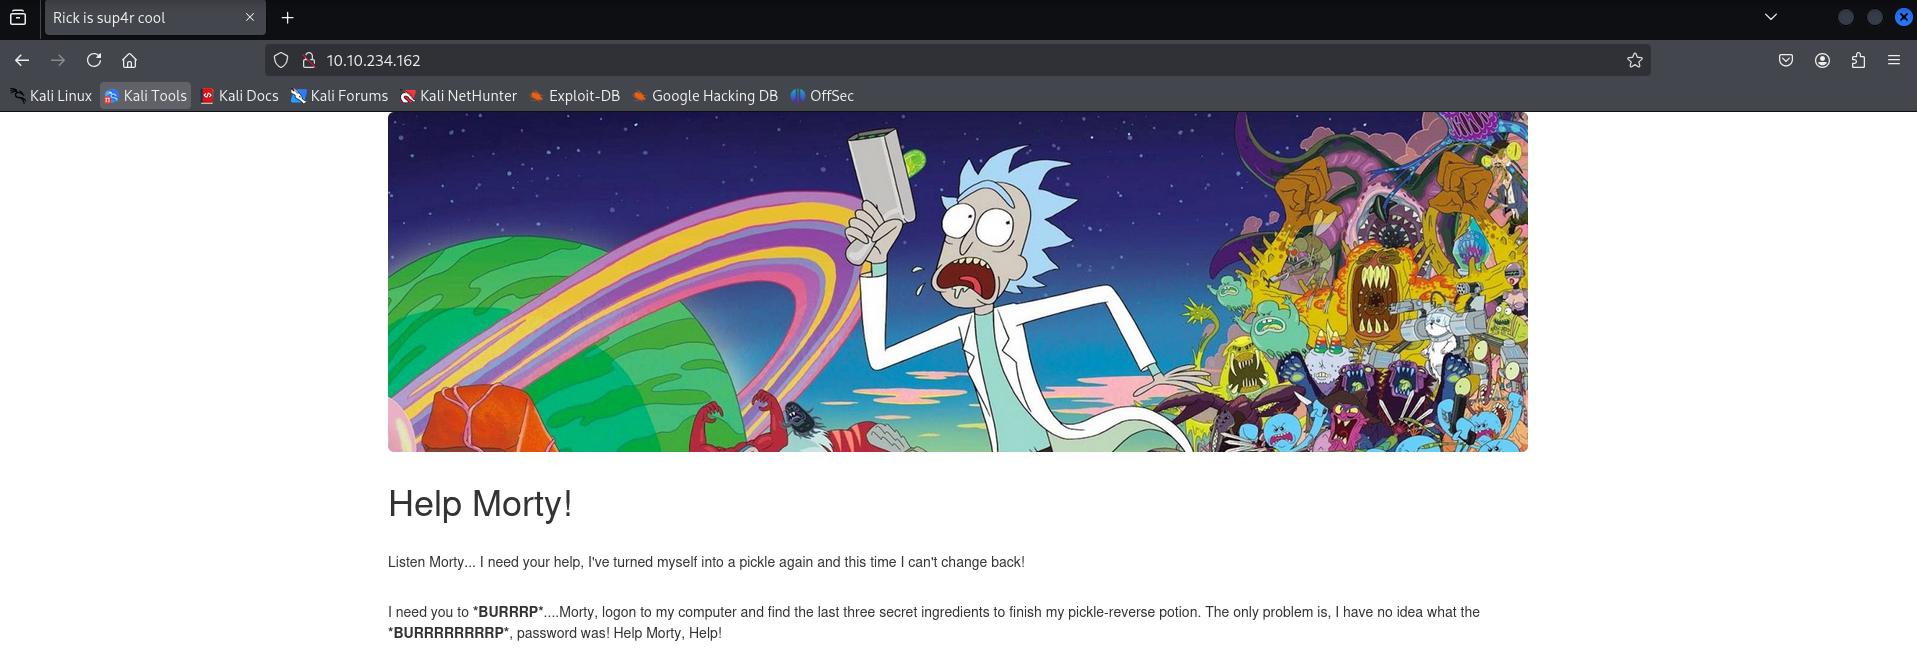 Rick is sup4r cool
10.10.234.162
Kali Linux Kali Tools Kali Docs Kali Forums Kali NetHunter Exploit-DB Google Hacking DB OffSec
Help Morty!
Listen Morty... I need your help, I've turned myself into a pickle again and this time I can't change back!
I need you to *BURRRP*....Morty, logon to my computer and find the last three secret ingredients to finish my pickle-reverse potion. The only problem is, I have no idea what the
*BURRRRRRRRP*, password was! Help Morty, Help!